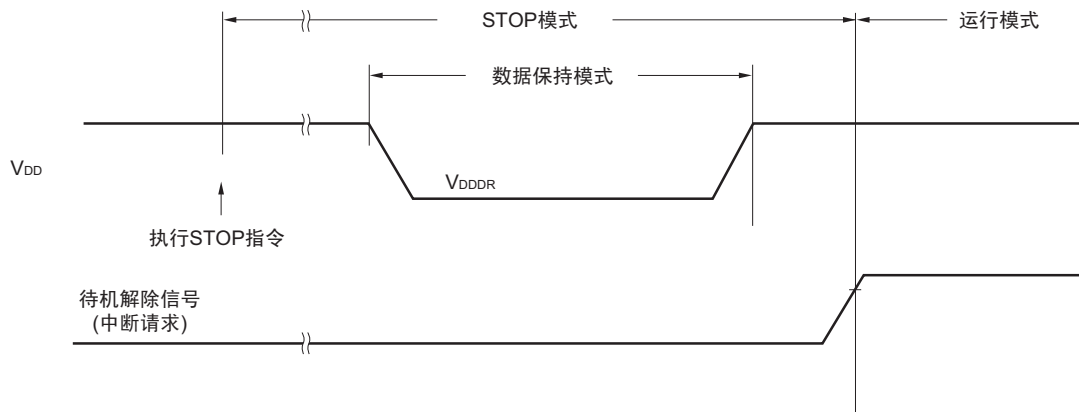 STOP模式
运行模式
数据保持模式
VDD
VDDDR
执行STOP指令
待机解除信号
(中断请求)